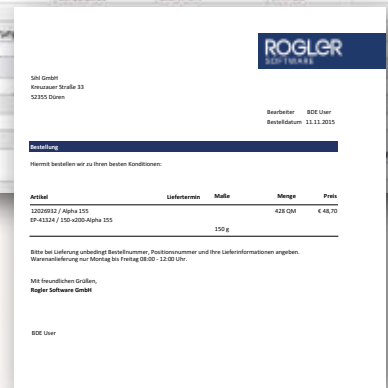 ROGLER
SOFTWARE
Sihl GmbH
Kreuzauer Straße 33
52355 Düren
Bearbeiter BDE User
Bestelldatum 11.11.2015
Bestellung
Hiermit bestellen wir zu Ihren besten Konditionen:
Artikel Liefertermin Maße Menge Preis
12026932 / Alpha 155 428 QM € 48,70
EP-41324 / 150-x200-Alpha 155
150 g
Bitte bei Lieferung unbedingt Bestellnummer, Positionsnummer und Ihre Lieferinformationen angeben.
Warenanlieferung nur Montag bis Freitag 08:00 - 12:00 Uhr.
Mit freundlichen Grüßen,
Rogler Software GmbH
BDE User